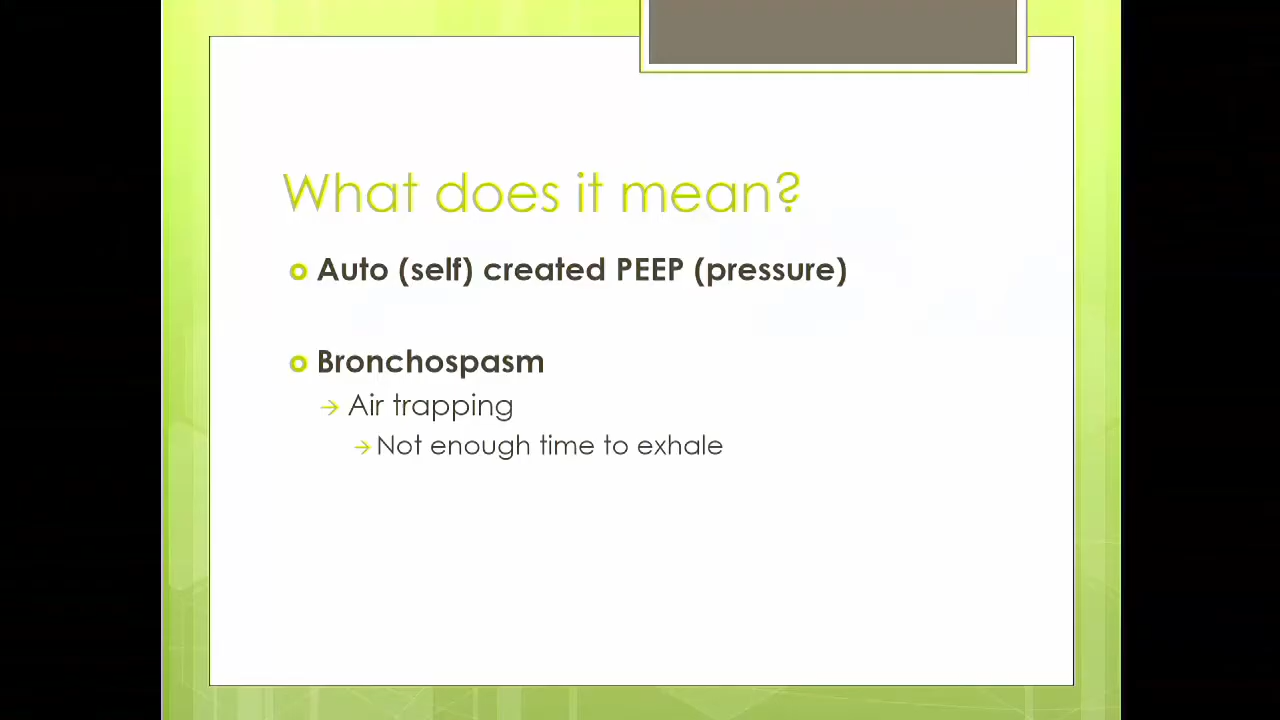 What does it mean?
Auto (self) created PEEP (pressure)
Bronchospasm
Air trapping
Not enough time to exhale